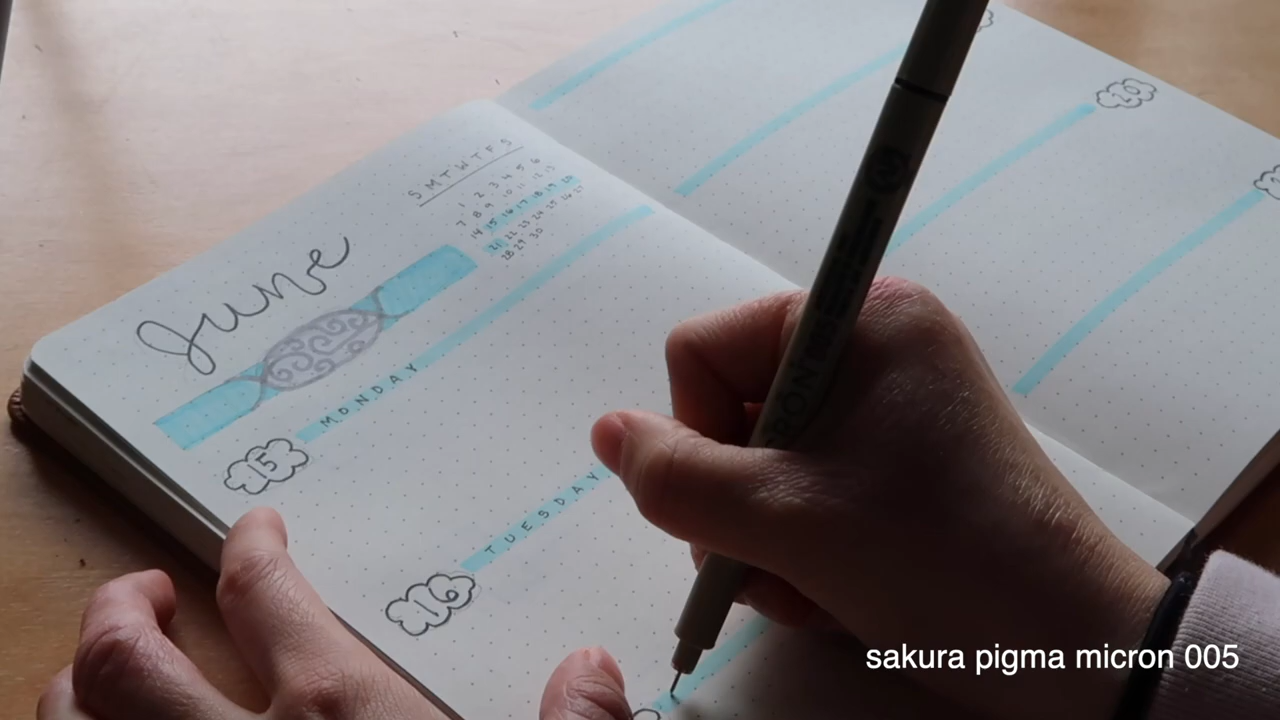 June
S M T W T F S
1 2 3 4 5 6
7 8 9 10 11 12 13
14 15 16 17 18 19 20
21 22 23 24 25 26 27
28 29 30
15
MONDAY
16
TUESDAY
20
sakura pigma micron 005